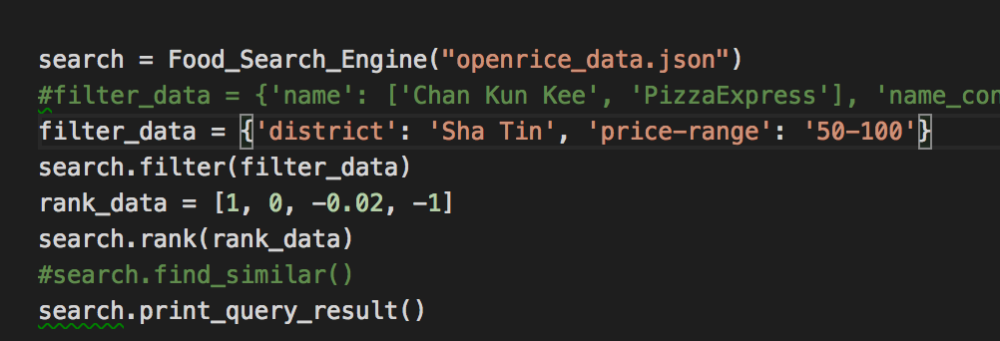 search = Food_Search_Engine("openrice_data.json")
#filter_data = {'name': ['Chan Kun Kee', 'PizzaExpress'], 'name_con
filter_data = {'district': 'Sha Tin', 'price-range': '50-100'}
search.filter(filter_data)
rank_data = [1, 0, -0.02, -1]
search.rank(rank_data)
#search.find_similar()
search.print_query_result()